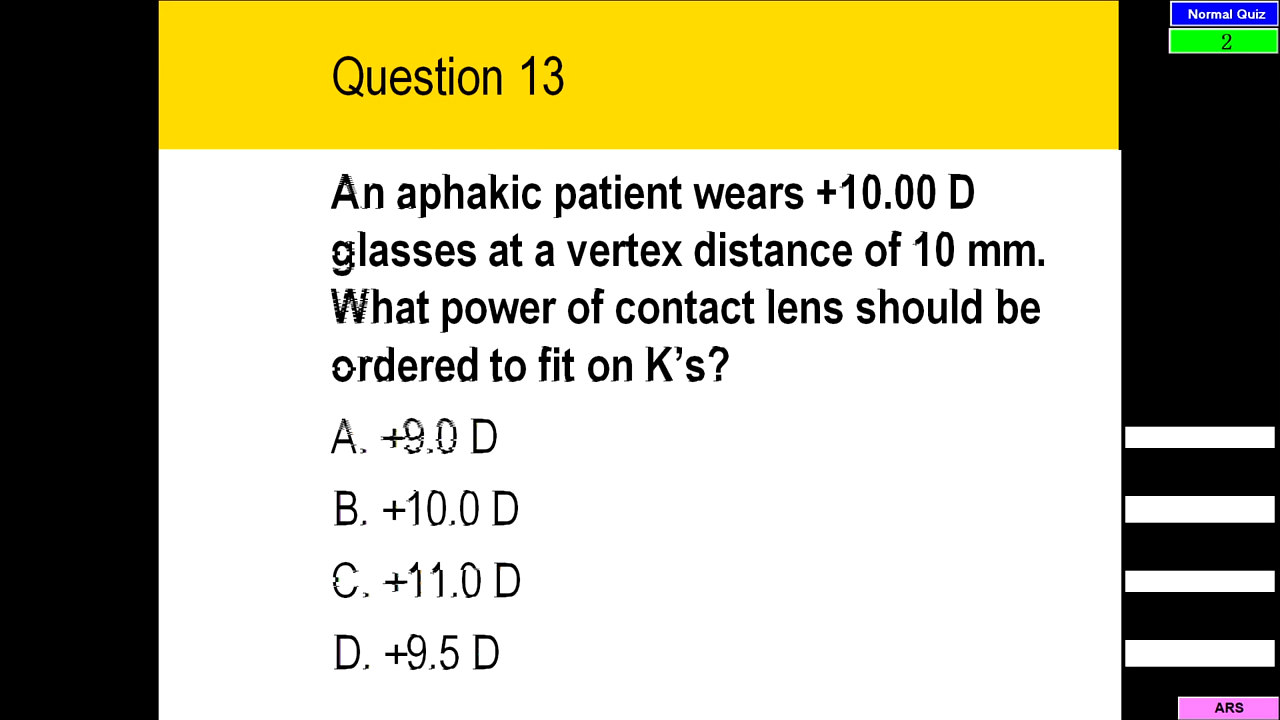 Normal Quiz
2
Question 13
An aphakic patient wears +10.00 D
glasses at a vertex distance of 10 mm.
What power of contact lens should be
ordered to fit on K’s?
A. +9.0 D
B. +10.0 D
C. +11.0 D
D. +9.5 D
ARS